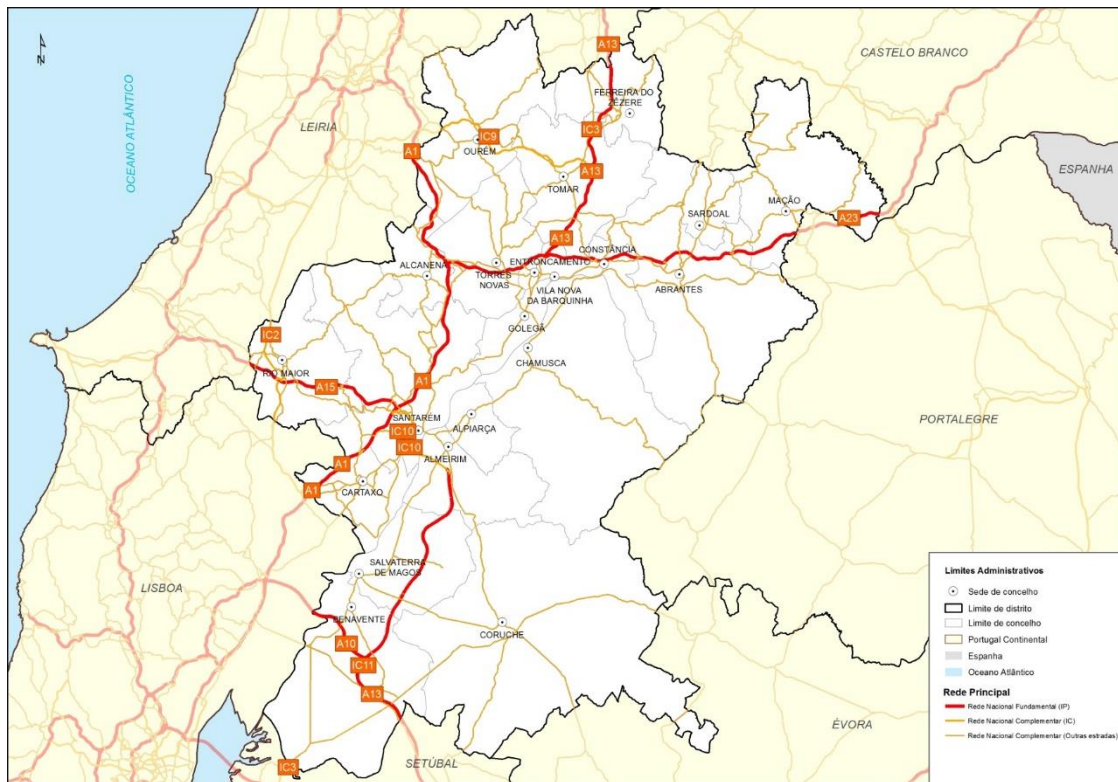 N
A13
CASTELO BRANCO
FERREIRA DO
ZÊZERE
OCEANO ATLÂNTICO
LEIRIA
IC3
IC9
OURÉM
A1
ESPANHA
A13
TOMAR
MAÇÃO
SARDOAL
A23
A13
CONSTÂNCIA
ALCANENA
ENTRONCAMENTO
TORRES
NOVAS
VILA NOVA
DA BARQUINHA
ABRANTES
GOLEGÃ
IC2
CHAMUSCA
RIO MAIOR
A15
A1
SANTARÉM
ALPIARÇA
PORTALEGRE
IC10
IC10
ALMEIRIM
A1
CARTAXO
A1
SALVATERRA
DE MAGOS
LISBOA
BENAVENTE
CORUCHE
A10
IC11
A13
ÉVORA
SETÚBAL
IC3
Limites Administrativos
Sede de concelho
Limite de distrito
Limite de concelho
Portugal Continental
Espanha
Oceano Atlântico
Rede Principal
Rede Nacional Fundamental (IP)
Rede Nacional Complementar (IC)
Rede Nacional Complementar (Outras estradas)